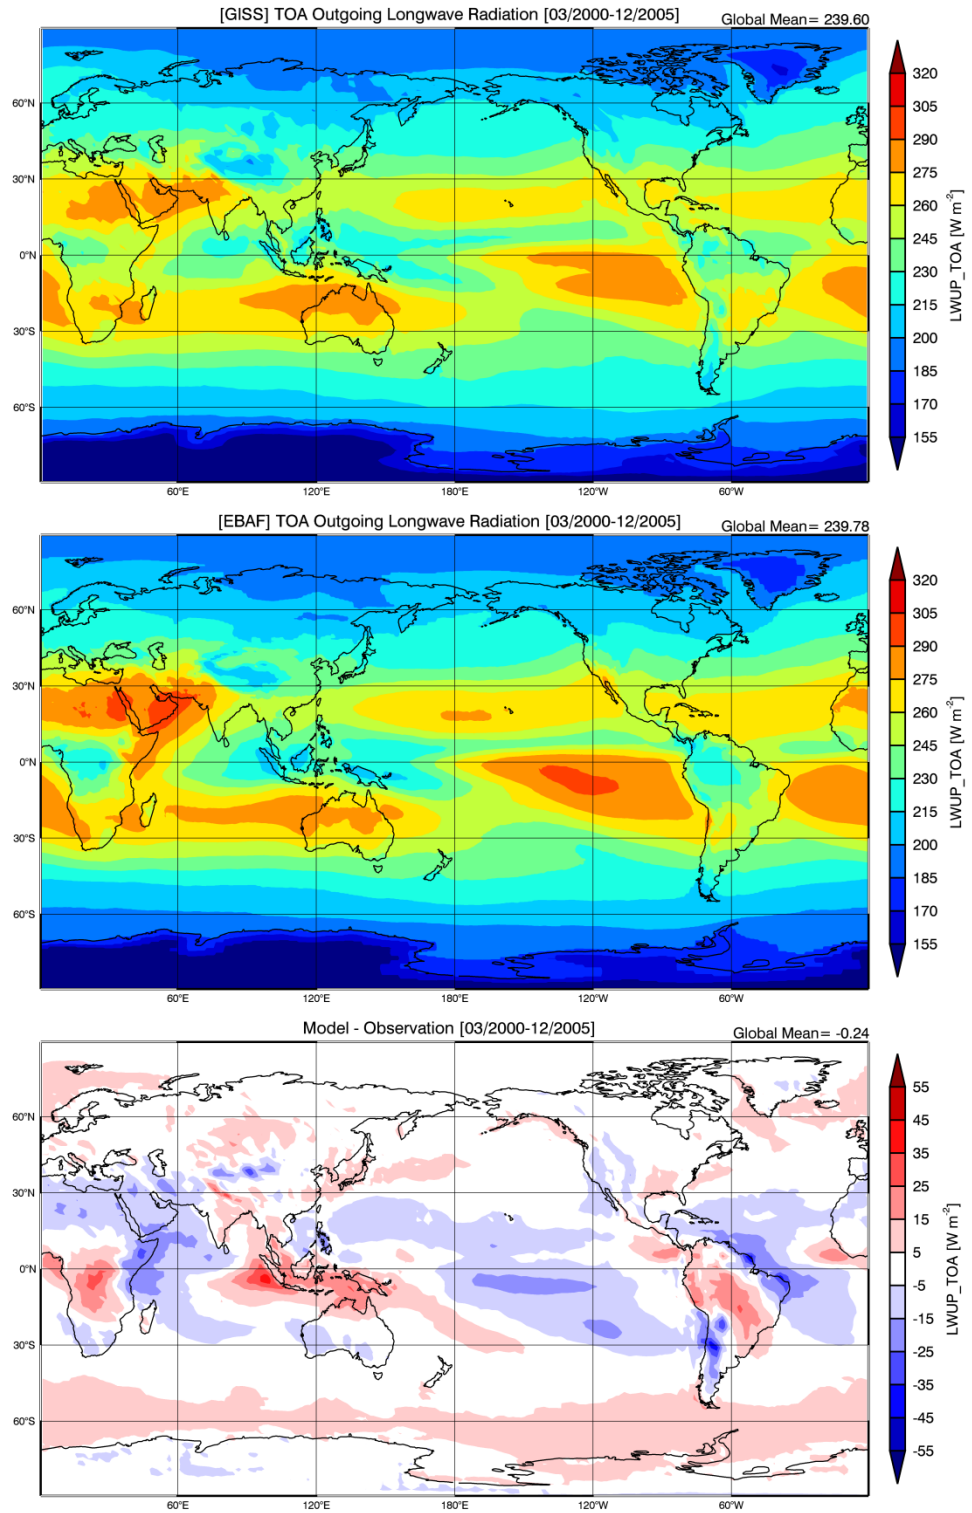 [GISS] TOA Outgoing Longwave Radiation [03/2000-12/2005]
Global Mean= 239.60
60°N
30°N
0°N
30°S
60°S
60°E
120°E
180°E
120°W
60°W
320
305
290
275
260
245
230
215
200
185
170
155
LWUP_TOA [W m-2]
[EBAF] TOA Outgoing Longwave Radiation [03/2000-12/2005]
Global Mean= 239.78
60°N
30°N
0°N
30°S
60°S
60°E
120°E
180°E
120°W
60°W
320
305
290
275
260
245
230
215
200
185
170
155
LWUP_TOA [W m-2]
Model - Observation [03/2000-12/2005]
Global Mean= -0.24
60°N
30°N
0°N
30°S
60°S
60°E
120°E
180°E
120°W
60°W
55
45
35
25
15
5
-5
-15
-25
-35
-45
-55
LWUP_TOA [W m-2]